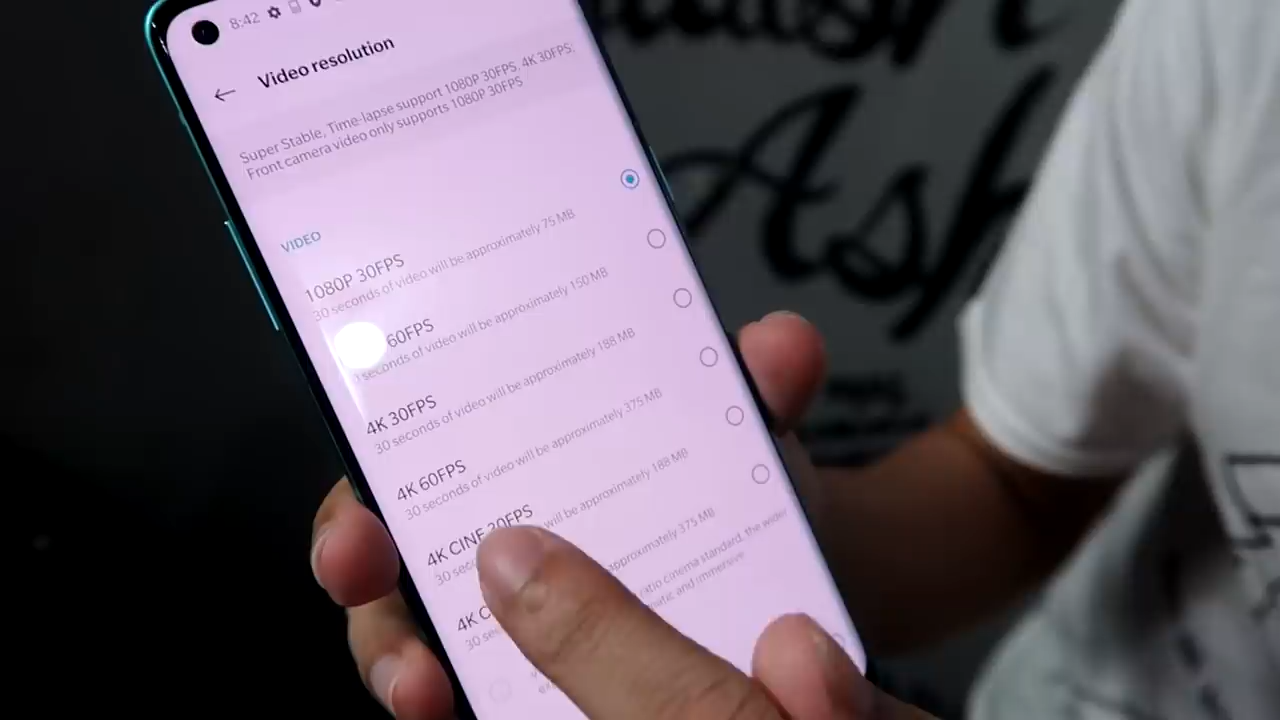 8:42
Video resolution
Super Stable, Time-lapse support 1080P 30FPS, 4K 30FPS,
Front camera video only supports 1080P 30FPS
VIDEO
1080P 30FPS
30 seconds of video will be approximately 75 MB
60FPS
seconds of video will be approximately 150 MB
4K 30FPS
30 seconds of video will be approximately 188 MB
4K 60FPS
30 seconds of video will be approximately 375 MB
4K CINE 30FPS
30 will be approximately 188 MB
4K
30 approximately 375 MB
ratio cinema standard, the wider
and immersive
Ash